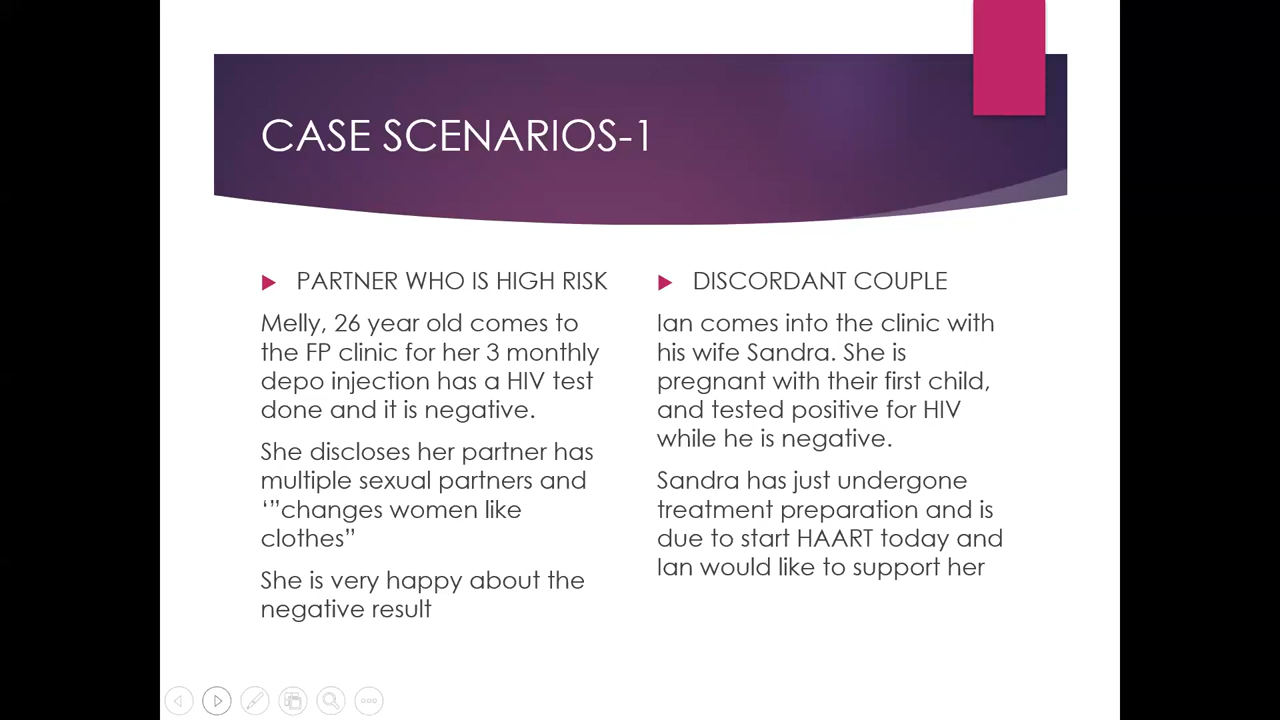 CASE SCENARIOS-1
PARTNER WHO IS HIGH RISK
Melly, 26 year old comes to
the FP clinic for her 3 monthly
depo injection has a HIV test
done and it is negative.
She discloses her partner has
multiple sexual partners and
‘”changes women like
clothes”
She is very happy about the
negative result
DISCORDANT COUPLE
Ian comes into the clinic with
his wife Sandra. She is
pregnant with their first child,
and tested positive for HIV
while he is negative.
Sandra has just undergone
treatment preparation and is
due to start HAART today and
Ian would like to support her